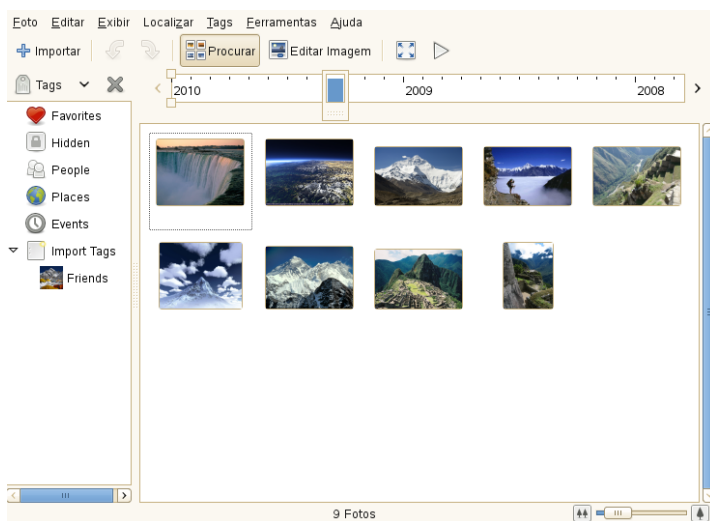 Foto Editar Exibir Localizar Tags Ferramentas Ajuda
Importar Procurar Editar Imagem
Tags
2010 2009 2008
Favorites
Hidden
People
Places
Events
Import Tags
Friends
9 Fotos